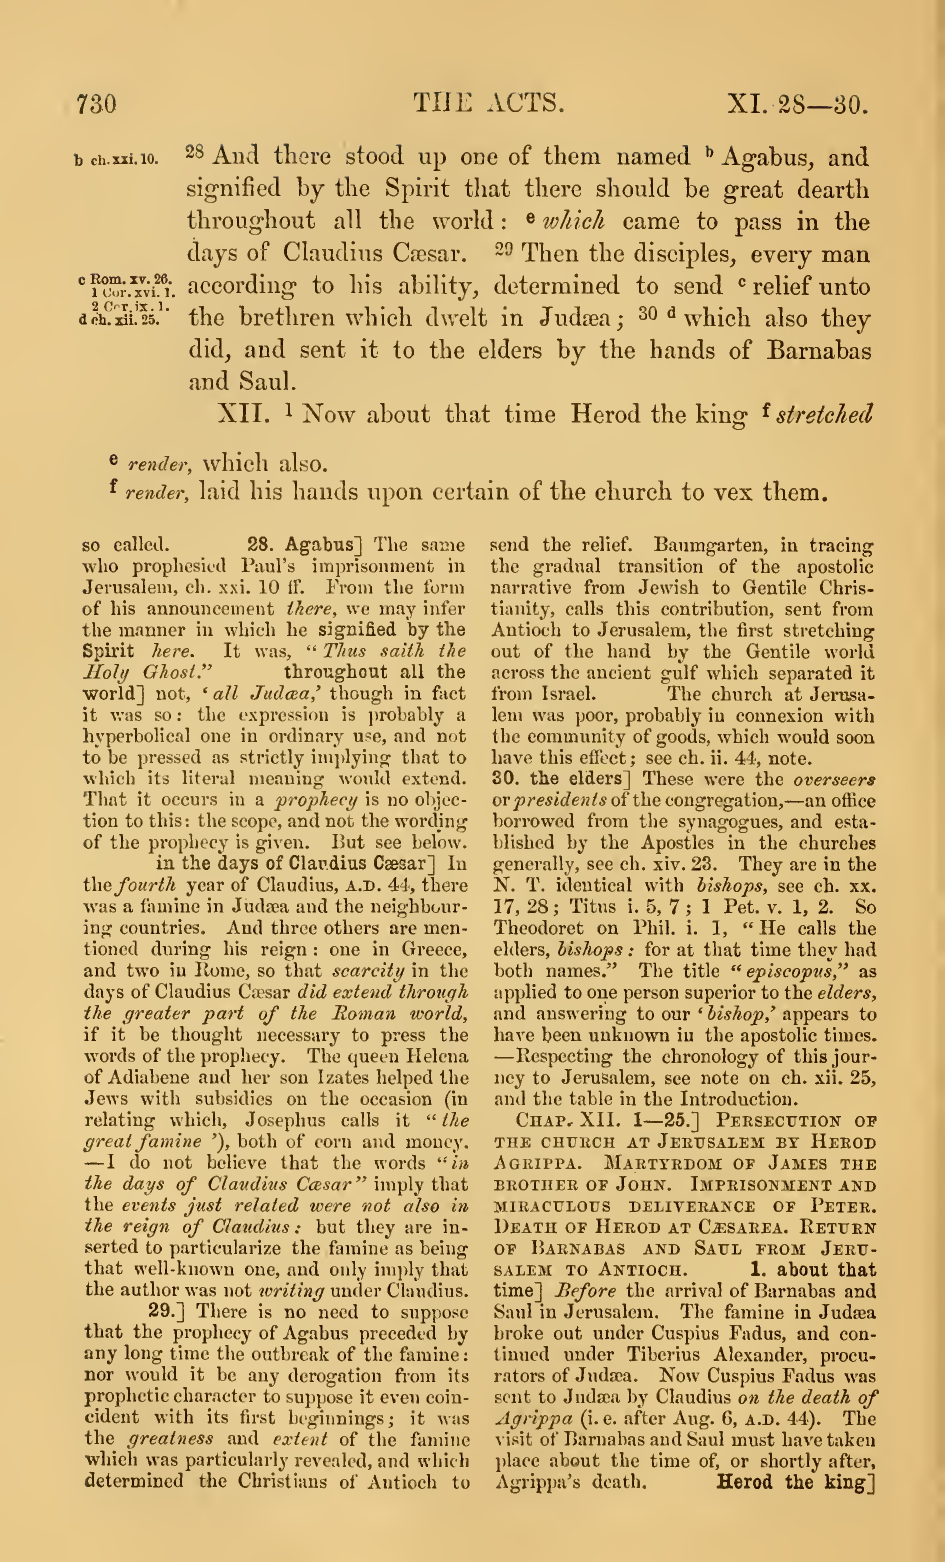 730 THE ACTS. XI. 28—30.
b ch. xxi. 10.
28 And there stood up one of them named b Agabus, and
signified by the Spirit that there should be great dearth
throughout all the world : e which came to pass in the
days of Claudius Cæsar. 29 Then the disciples, every man
c Rom. xv. 26.
1 Cor. xvi. 1.
2 Cor. ix. 1.
d ch. xii. 25.
according to his ability, determined to send c relief unto
the brethren which dwelt in Judæa ; 30 d which also they
did, and sent it to the elders by the hands of Barnabas
and Saul.
XII. 1 Now about that time Herod the king f stretched
e render, which also.
f render, laid his hands upon certain of the church to vex them.
so called. 28. Agabus] The same
who prophesied Paul's imprisonment in
Jerusalem, ch. xxi. 10 ff. From the form
of his announcement there, we may infer
the manner in which he signified by the
Spirit here. It was, “ Thus saith the
Holy Ghost.” throughout all the
world] not, ‘ all Judæa,’ though in fact
it was so : the expression is probably a
hyperbolical one in ordinary use, and not
to be pressed as strictly implying that to
which its literal meaning would extend.
That it occurs in a prophecy is no objec-
tion to this : the scope, and not the wording
of the prophecy is given. But see below.
in the days of Claudius Cæsar] In
the fourth year of Claudius, A.D. 44, there
was a famine in Judæa and the neighbour-
ing countries. And three others are men-
tioned during his reign : one in Greece,
and two in Rome, so that scarcity in the
days of Claudius Cæsar did extend through
the greater part of the Roman world,
if it be thought necessary to press the
words of the prophecy. The queen Helena
of Adiabene and her son Izates helped the
Jews with subsidies on the occasion (in
relating which, Josephus calls it “ the
great famine ’), both of corn and money.
—I do not believe that the words “ in
the days of Claudius Cæsar ” imply that
the events just related were not also in
the reign of Claudius : but they are in-
serted to particularize the famine as being
that well-known one, and only imply that
the author was not writing under Claudius.
29.] There is no need to suppose
that the prophecy of Agabus preceded by
any long time the outbreak of the famine :
nor would it be any derogation from its
prophetic character to suppose it even coin-
cident with its first beginnings ; it was
the greatness and extent of the famine
which was particularly revealed, and which
determined the Christians of Antioch to
send the relief. Baumgarten, in tracing
the gradual transition of the apostolic
narrative from Jewish to Gentile Chris-
tianity, calls this contribution, sent from
Antioch to Jerusalem, the first stretching
out of the hand by the Gentile world
across the ancient gulf which separated it
from Israel. The church at Jerusa-
lem was poor, probably in connexion with
the community of goods, which would soon
have this effect ; see ch. ii. 44, note.
30. the elders] These were the overseers
or presidents of the congregation,—an office
borrowed from the synagogues, and esta-
blished by the Apostles in the churches
generally, see ch. xiv. 23. They are in the
N. T. identical with bishops, see ch. xx.
17, 28 ; Titus i. 5, 7 ; 1 Pet. v. 1, 2. So
Theodoret on Phil. i. 1, “ He calls the
elders, bishops : for at that time they had
both names.” The title “ episcopus,” as
applied to one person superior to the elders,
and answering to our ‘ bishop,’ appears to
have been unknown in the apostolic times.
—Respecting the chronology of this jour-
ney to Jerusalem, see note on ch. xii. 25,
and the table in the Introduction.
CHAP. XII. 1—25.] PERSECUTION OF
THE CHURCH AT JERUSALEM BY HEROD
AGRIPPA. MARTYRDOM OF JAMES THE
BROTHER OF JOHN. IMPRISONMENT AND
MIRACULOUS DELIVERANCE OF PETER.
DEATH OF HEROD AT CÆSAREA. RETURN
OF BARNABAS AND SAUL FROM JERU-
SALEM TO ANTIOCH. 1. about that
time] Before the arrival of Barnabas and
Saul in Jerusalem. The famine in Judæa
broke out under Cuspius Fadus, and con-
tinued under Tiberius Alexander, procu-
rators of Judæa. Now Cuspius Fadus was
sent to Judæa by Claudius on the death of
Agrippa (i. e. after Aug. 6, A.D. 44). The
visit of Barnabas and Saul must have taken
place about the time of, or shortly after,
Agrippa's death. Herod the king]